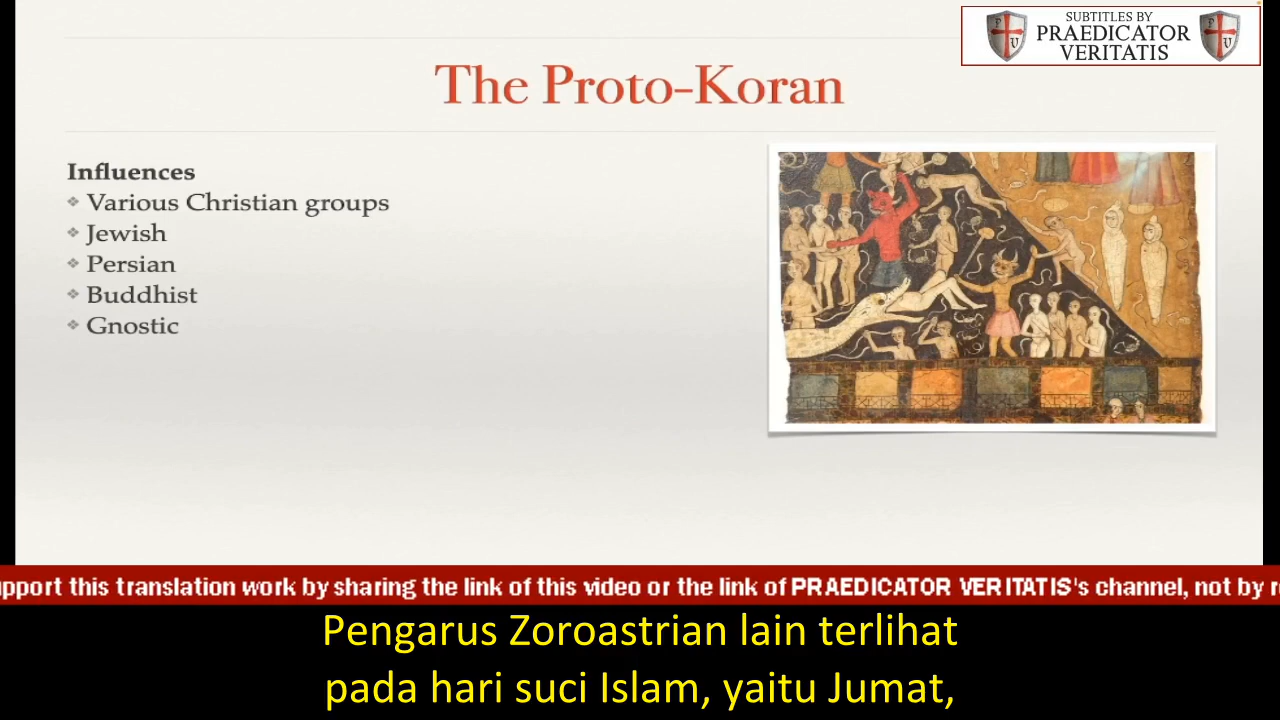 SUBTITLES BY
PRAEDICATOR
VERITATIS
The Proto-Koran
Influences
Various Christian groups
Jewish
Persian
Buddhist
Gnostic
support this translation work by sharing the link of this video or the link of PRAEDICATOR VERITATIS's channel, not by
Pengarus Zoroastrian lain terlihat
pada hari suci Islam, yaitu Jumat,